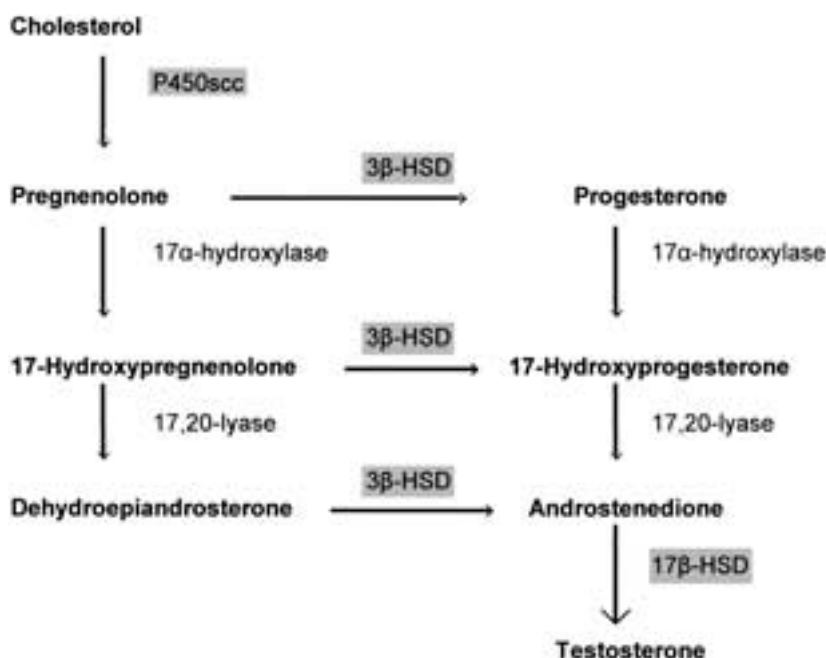 Cholesterol
P450scc
3β-HSD
Pregnenolone
Progesterone
17α-hydroxylase
17α-hydroxylase
3β-HSD
17-Hydroxypregnenolone
17-Hydroxyprogesterone
17,20-lyase
17,20-lyase
3β-HSD
Dehydroepiandrosterone
Androstenedione
17β-HSD
Testosterone